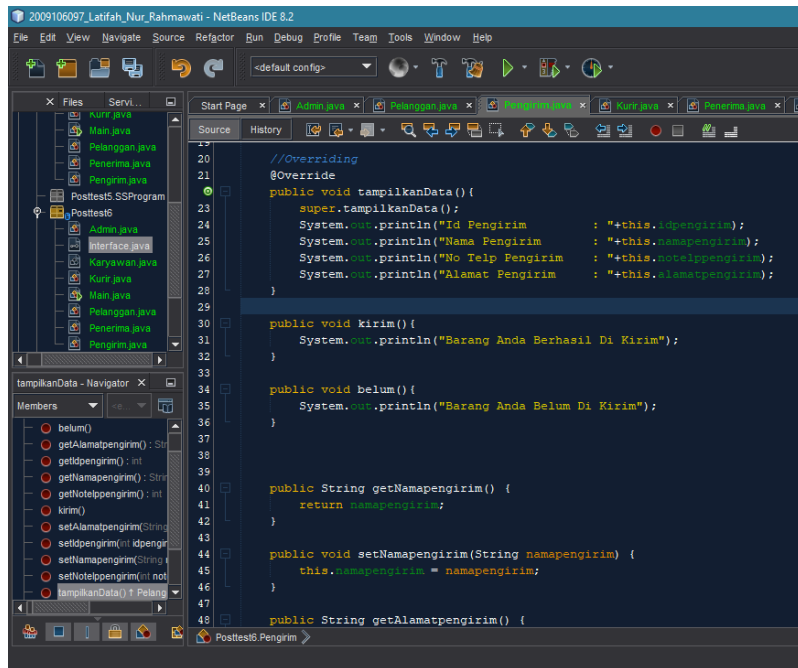 2009106097_Latifah_Nur_Rahmawati - NetBeans IDE 8.2
File Edit View Navigate Source Refactor Run Debug Profile Team Tools Window Help
<default config>
Files Servi...
Kurir.java
Main.java
Pelanggan.java
Penerima.java
Pengirim.java
Posttest5.SSProgram
Posttest6
Admin.java
Interface.java
Karyawan.java
Kurir.java
Main.java
Pelanggan.java
Penerima.java
Pengirim.java
tampilkanData - Navigator
Members <e...
belum()
getAlamatpengirim() : Str
getIdpengirim() : int
getNamapengirim() : Strin
getNotelppengirim() : int
kirim()
setAlamatpengirim(String
setIdpengirim(int idpengir
setNamapengirim(String
setNotelppengirim(int not
tampilkanData() ↑ Pelang
Start Page Admin.java Pelanggan.java Pengirim.java Kurir.java Penerima.java
Source History
19
20 //Overriding
21 @Override
public void tampilkanData(){
23 super.tampilkanData();
24 System.out.println("Id Pengirim : "+this.idpengirim);
25 System.out.println("Nama Pengirim : "+this.namapengirim);
26 System.out.println("No Telp Pengirim : "+this.notelppengirim);
27 System.out.println("Alamat Pengirim : "+this.alamatpengirim);
28 }
29
30 public void kirim(){
31 System.out.println("Barang Anda Berhasil Di Kirim");
32 }
33
34 public void belum(){
35 System.out.println("Barang Anda Belum Di Kirim");
36 }
37
38
39
40 public String getNamapengirim() {
41 return namapengirim;
42 }
43
44 public void setNamapengirim(String namapengirim) {
45 this.namapengirim = namapengirim;
46 }
47
48 public String getAlamatpengirim() {
Posttest6.Pengirim